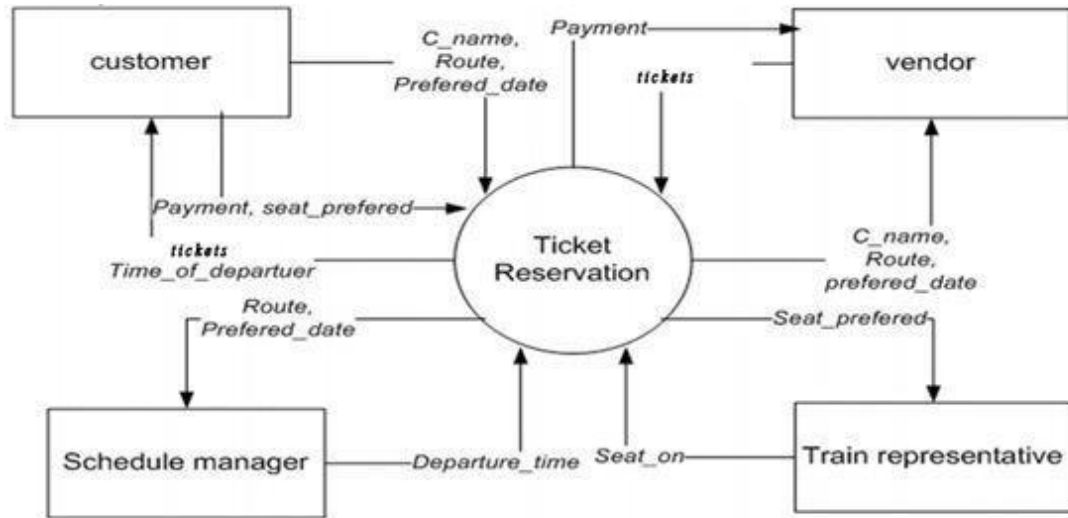 customer
C_name,
Route,
Prefered_date
Payment
tickets
vendor
Payment, seat_prefered
tickets
Time_of_departuer
Ticket
Reservation
C_name,
Route,
prefered_date
Route,
Prefered_date
Seat_prefered
Schedule manager
Departure_time
Seat_on
Train representative